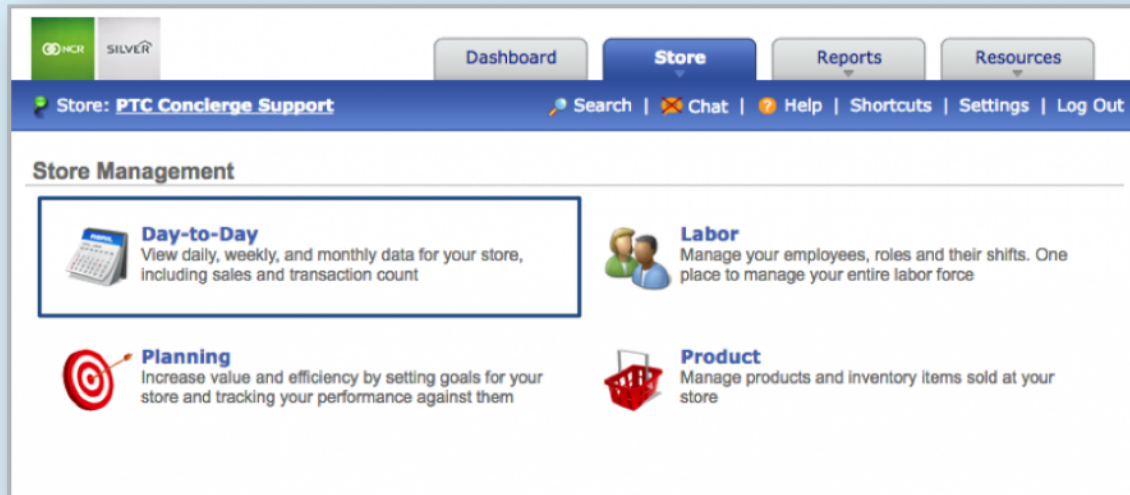 NCR SILVER
Dashboard Store Reports Resources
Store: PTC Concierge Support Search | Chat | Help | Shortcuts | Settings | Log Out
Store Management
Day-to-Day
View daily, weekly, and monthly data for your store,
including sales and transaction count
Labor
Manage your employees, roles and their shifts. One
place to manage your entire labor force
Planning
Increase value and efficiency by setting goals for your
store and tracking your performance against them
Product
Manage products and inventory items sold at your
store